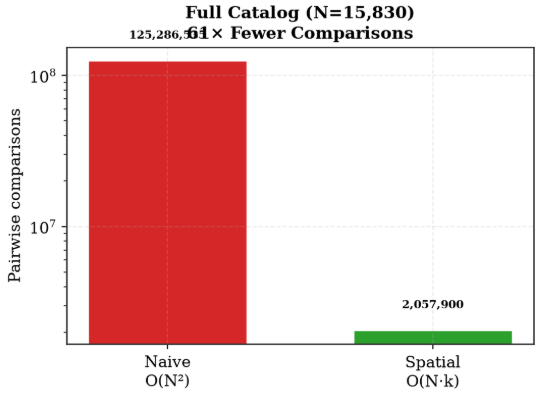 Full Catalog (N=15,830)
61× Fewer Comparisons
Pairwise comparisons
10⁸
10⁷
2,057,900
Naive
O(N²)
Spatial
O(N·k)